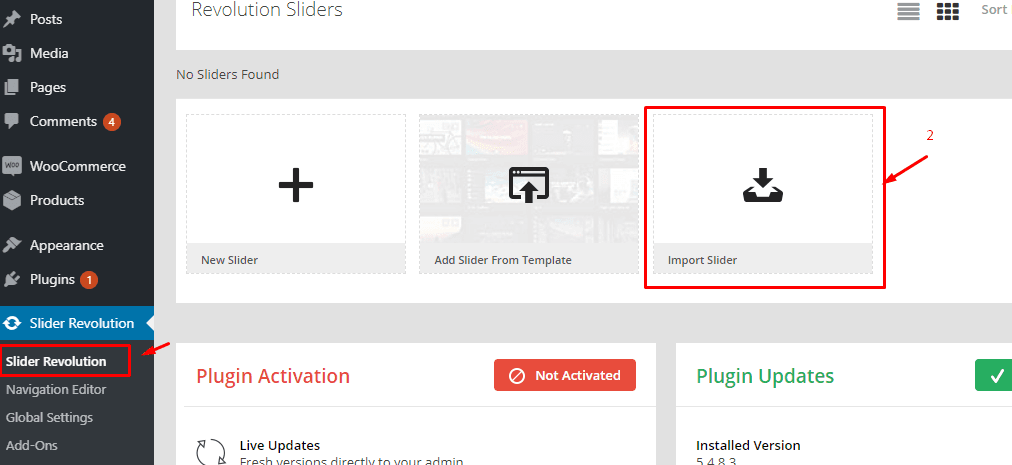 Posts
Media
Pages
Comments 4
WOO WooCommerce
Products
Appearance
Plugins 1
Slider Revolution
Slider Revolution
Navigation Editor
Global Settings
Add-Ons
Revolution Sliders
Sort
No Sliders Found
New Slider
Add Slider From Template
Import Slider
2
Plugin Activation
Not Activated
Live Updates
Fresh versions directly to your admin
Plugin Updates
Installed Version
5.4.8.3